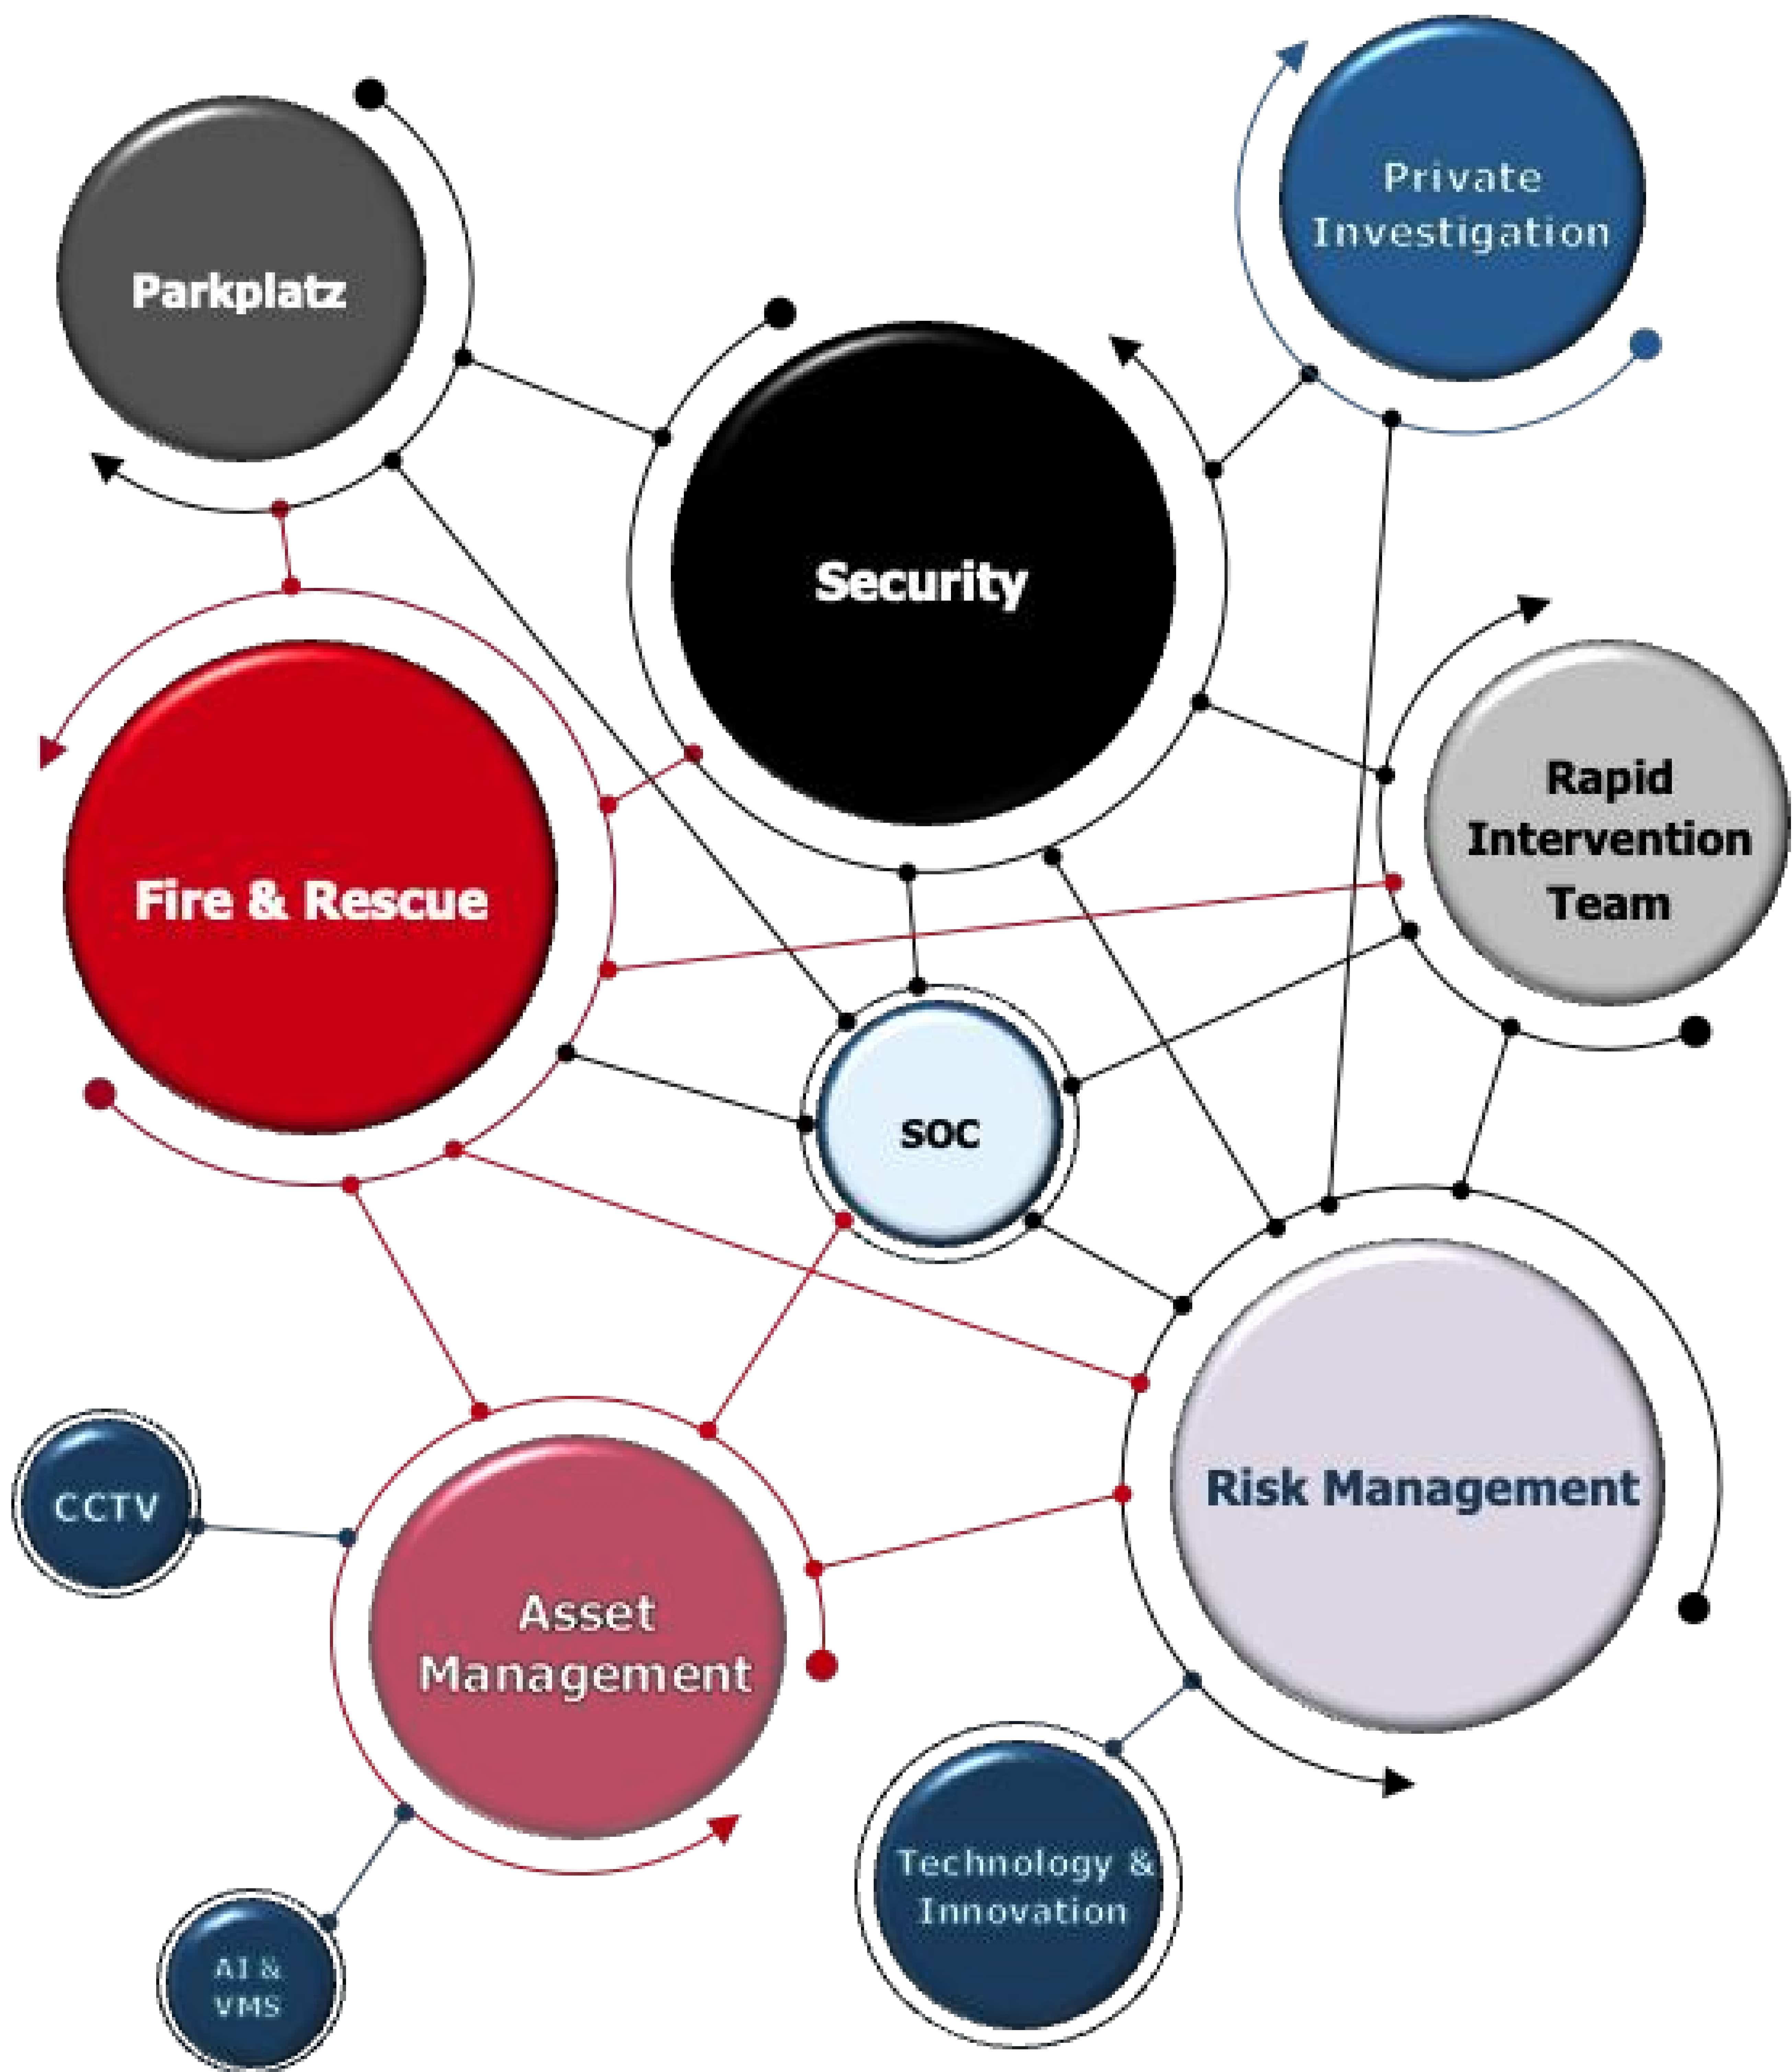 Private
Investigation
Parkplatz
Security
Rapid
Intervention
Team
Fire & Rescue
SOC
Risk Management
CCTV
Asset
Management
Technology &
Innovation
AI &
VMS